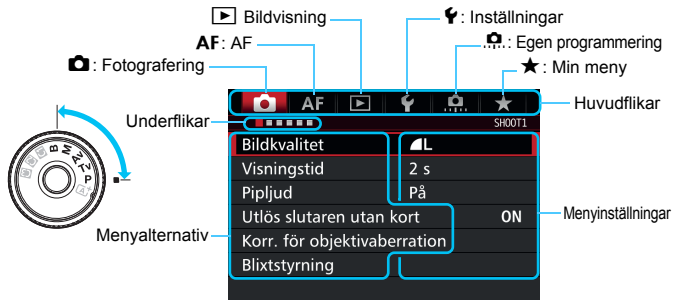 Bildvisning
: Inställningar
AF: AF
: Egen programmering
: Fotografering
: Min meny
AF
Huvudflikar
Underflikar
SHOOT1
Bildkvalitet L
Visningstid 2 s
Pipljud På
Utlös slutaren utan kort ON
Menyinställningar
Menyalternativ
Korr. för objektivaberration
Blixtstyrning
B M Av Tv P
A+